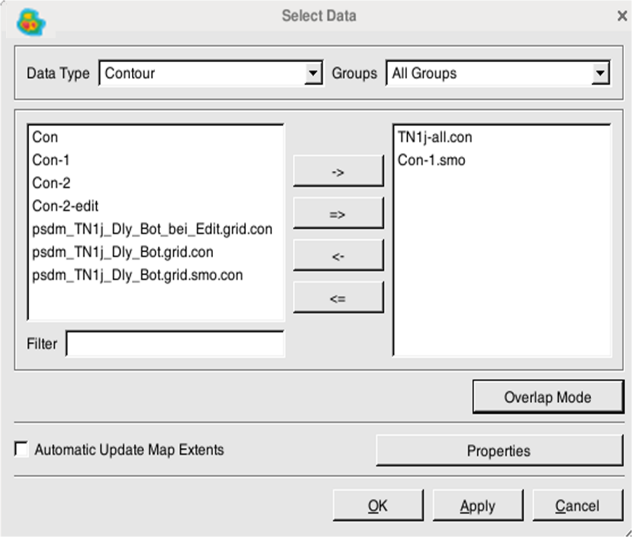 Select Data
Data Type Contour Groups All Groups
Con
Con-1
Con-2
Con-2-edit
psdm_TN1j_Dly_Bot_bei_Edit.grid.con
psdm_TN1j_Dly_Bot.grid.con
psdm_TN1j_Dly_Bot.grid.smo.con
Filter
->
=>
<-
<=
TN1j-all.con
Con-1.smo
Overlap Mode
Automatic Update Map Extents
Properties
OK Apply Cancel